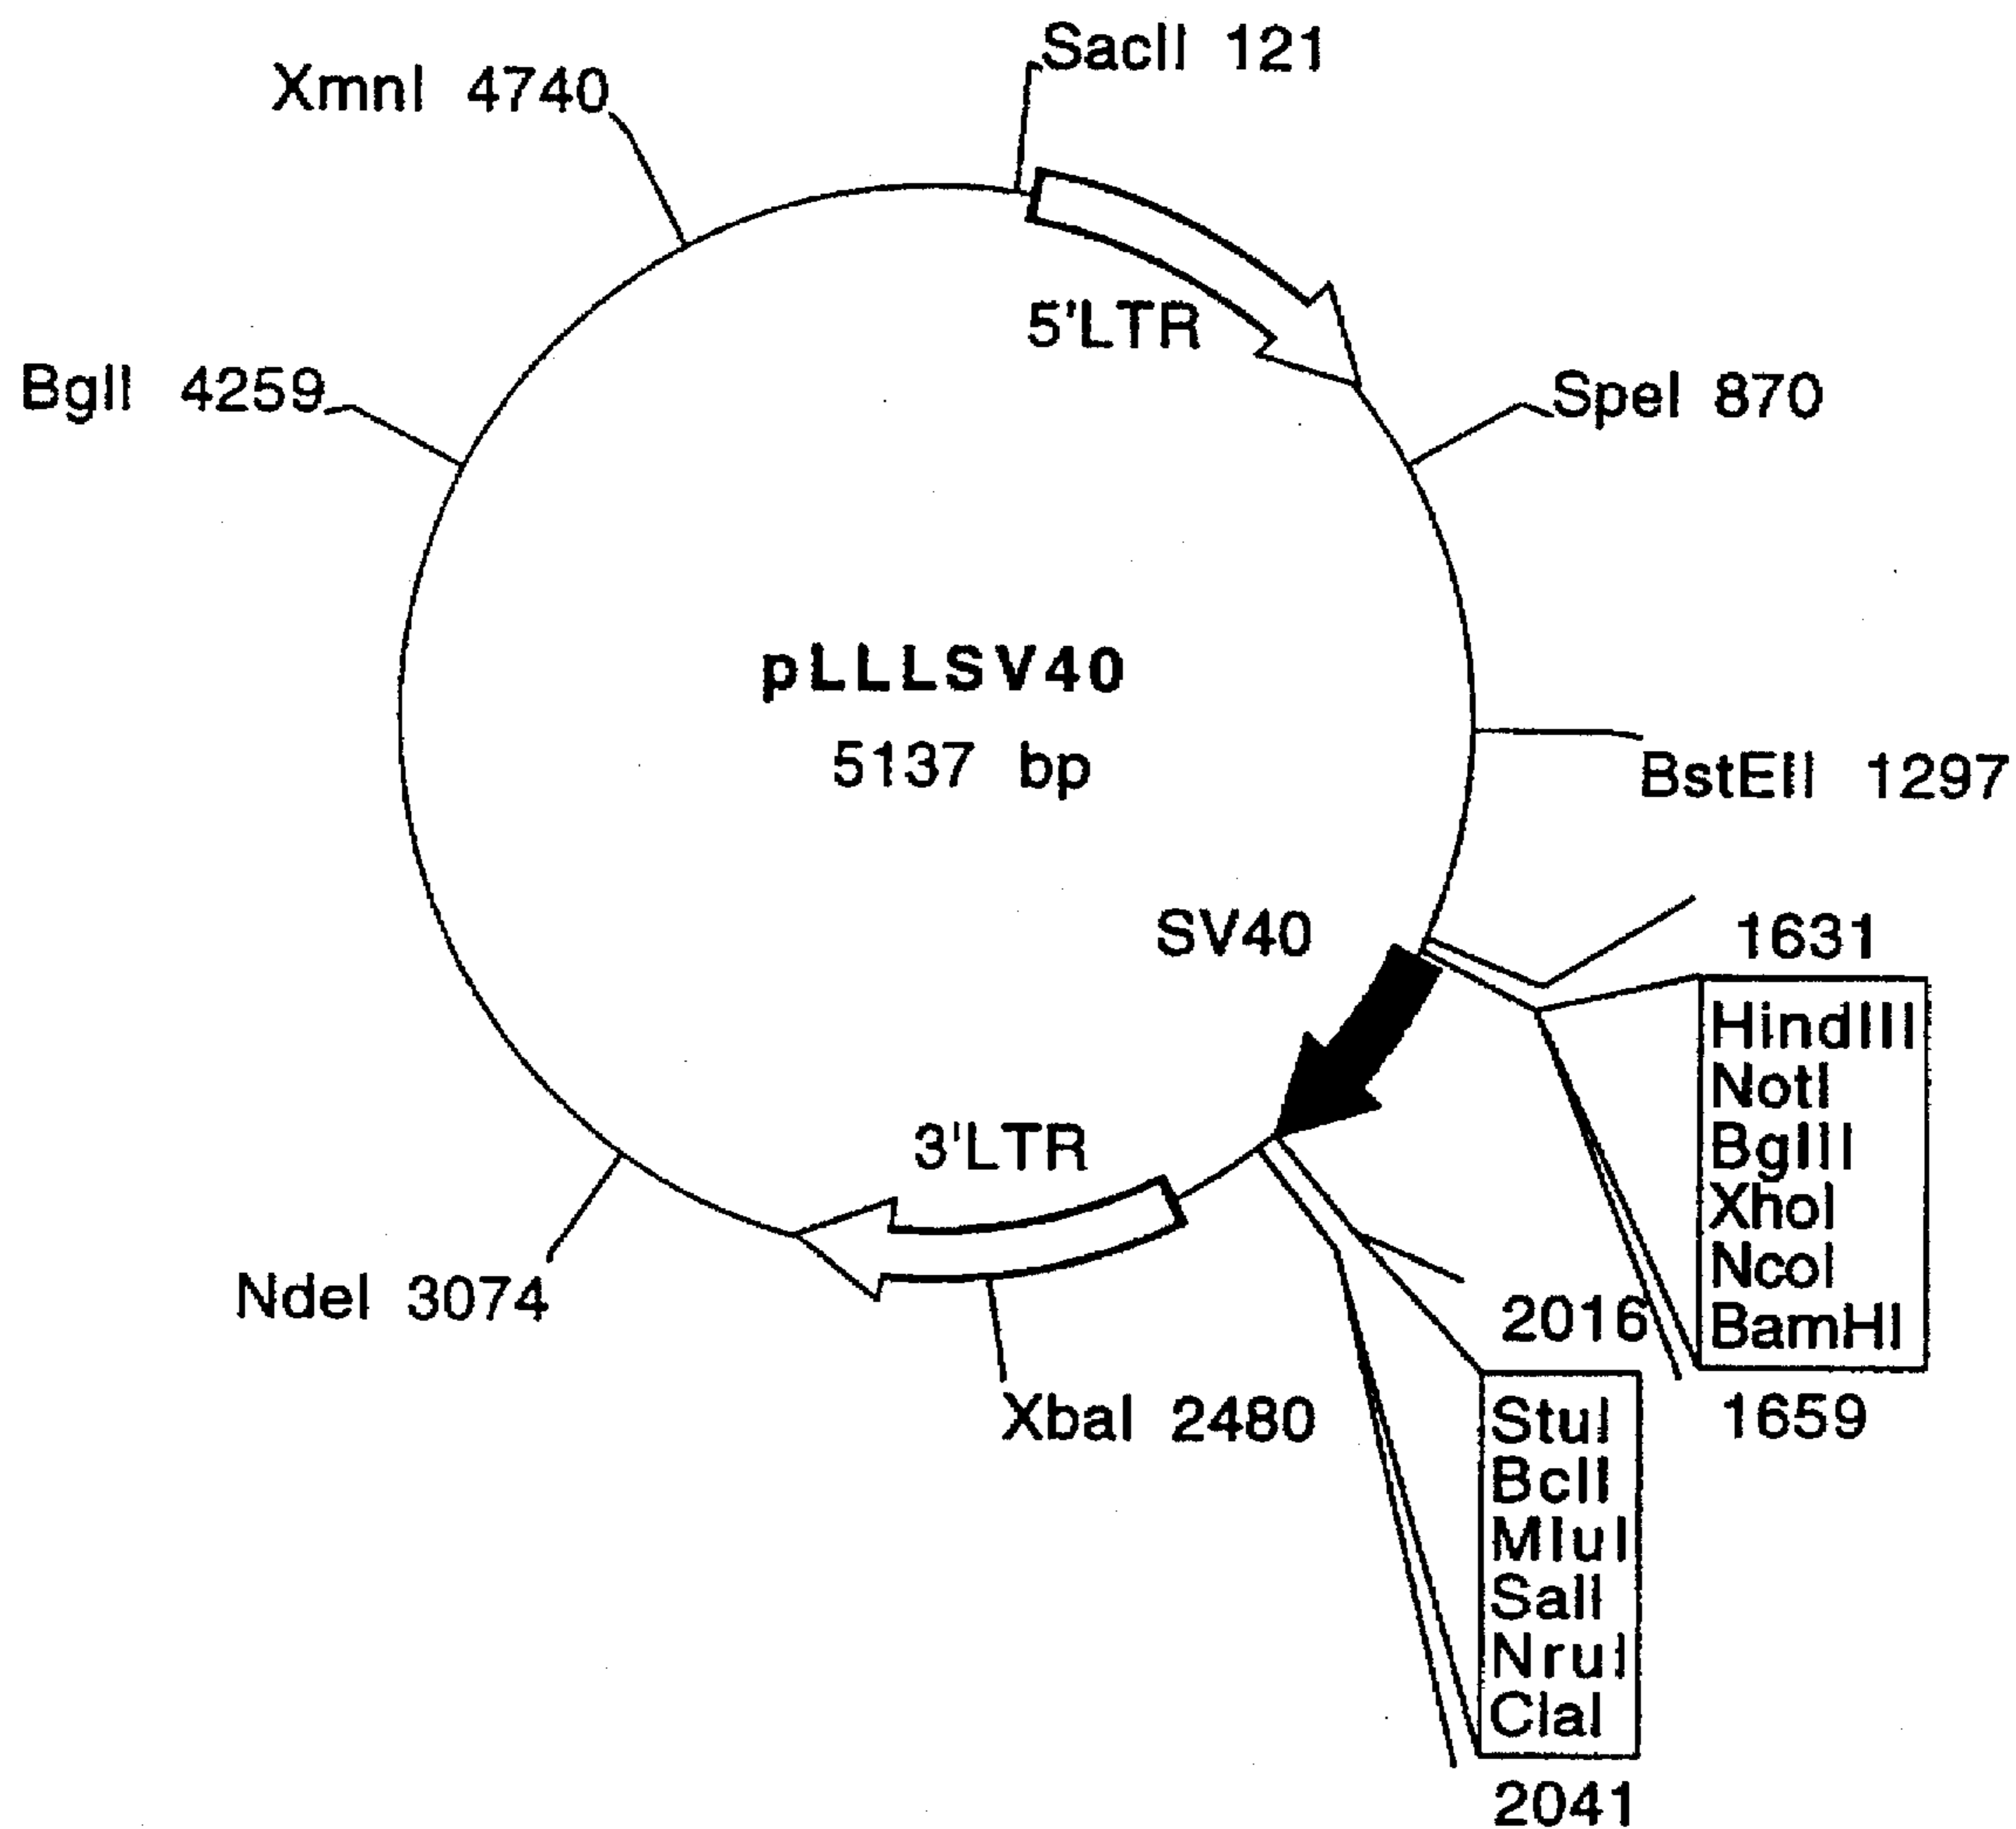 SacII 121
XmnI 4740
5'LTR
BglI 4259
SpeI 870
pLLLSV40
5137 bp
BstEII 1297
SV40
1631
HindIII
NotI
BglII
XhoI
NcoI
BamHI
1659
3'LTR
NdeI 3074
XbaI 2480
2016
StuI
BclI
MluI
SalI
NruI
ClaI
2041